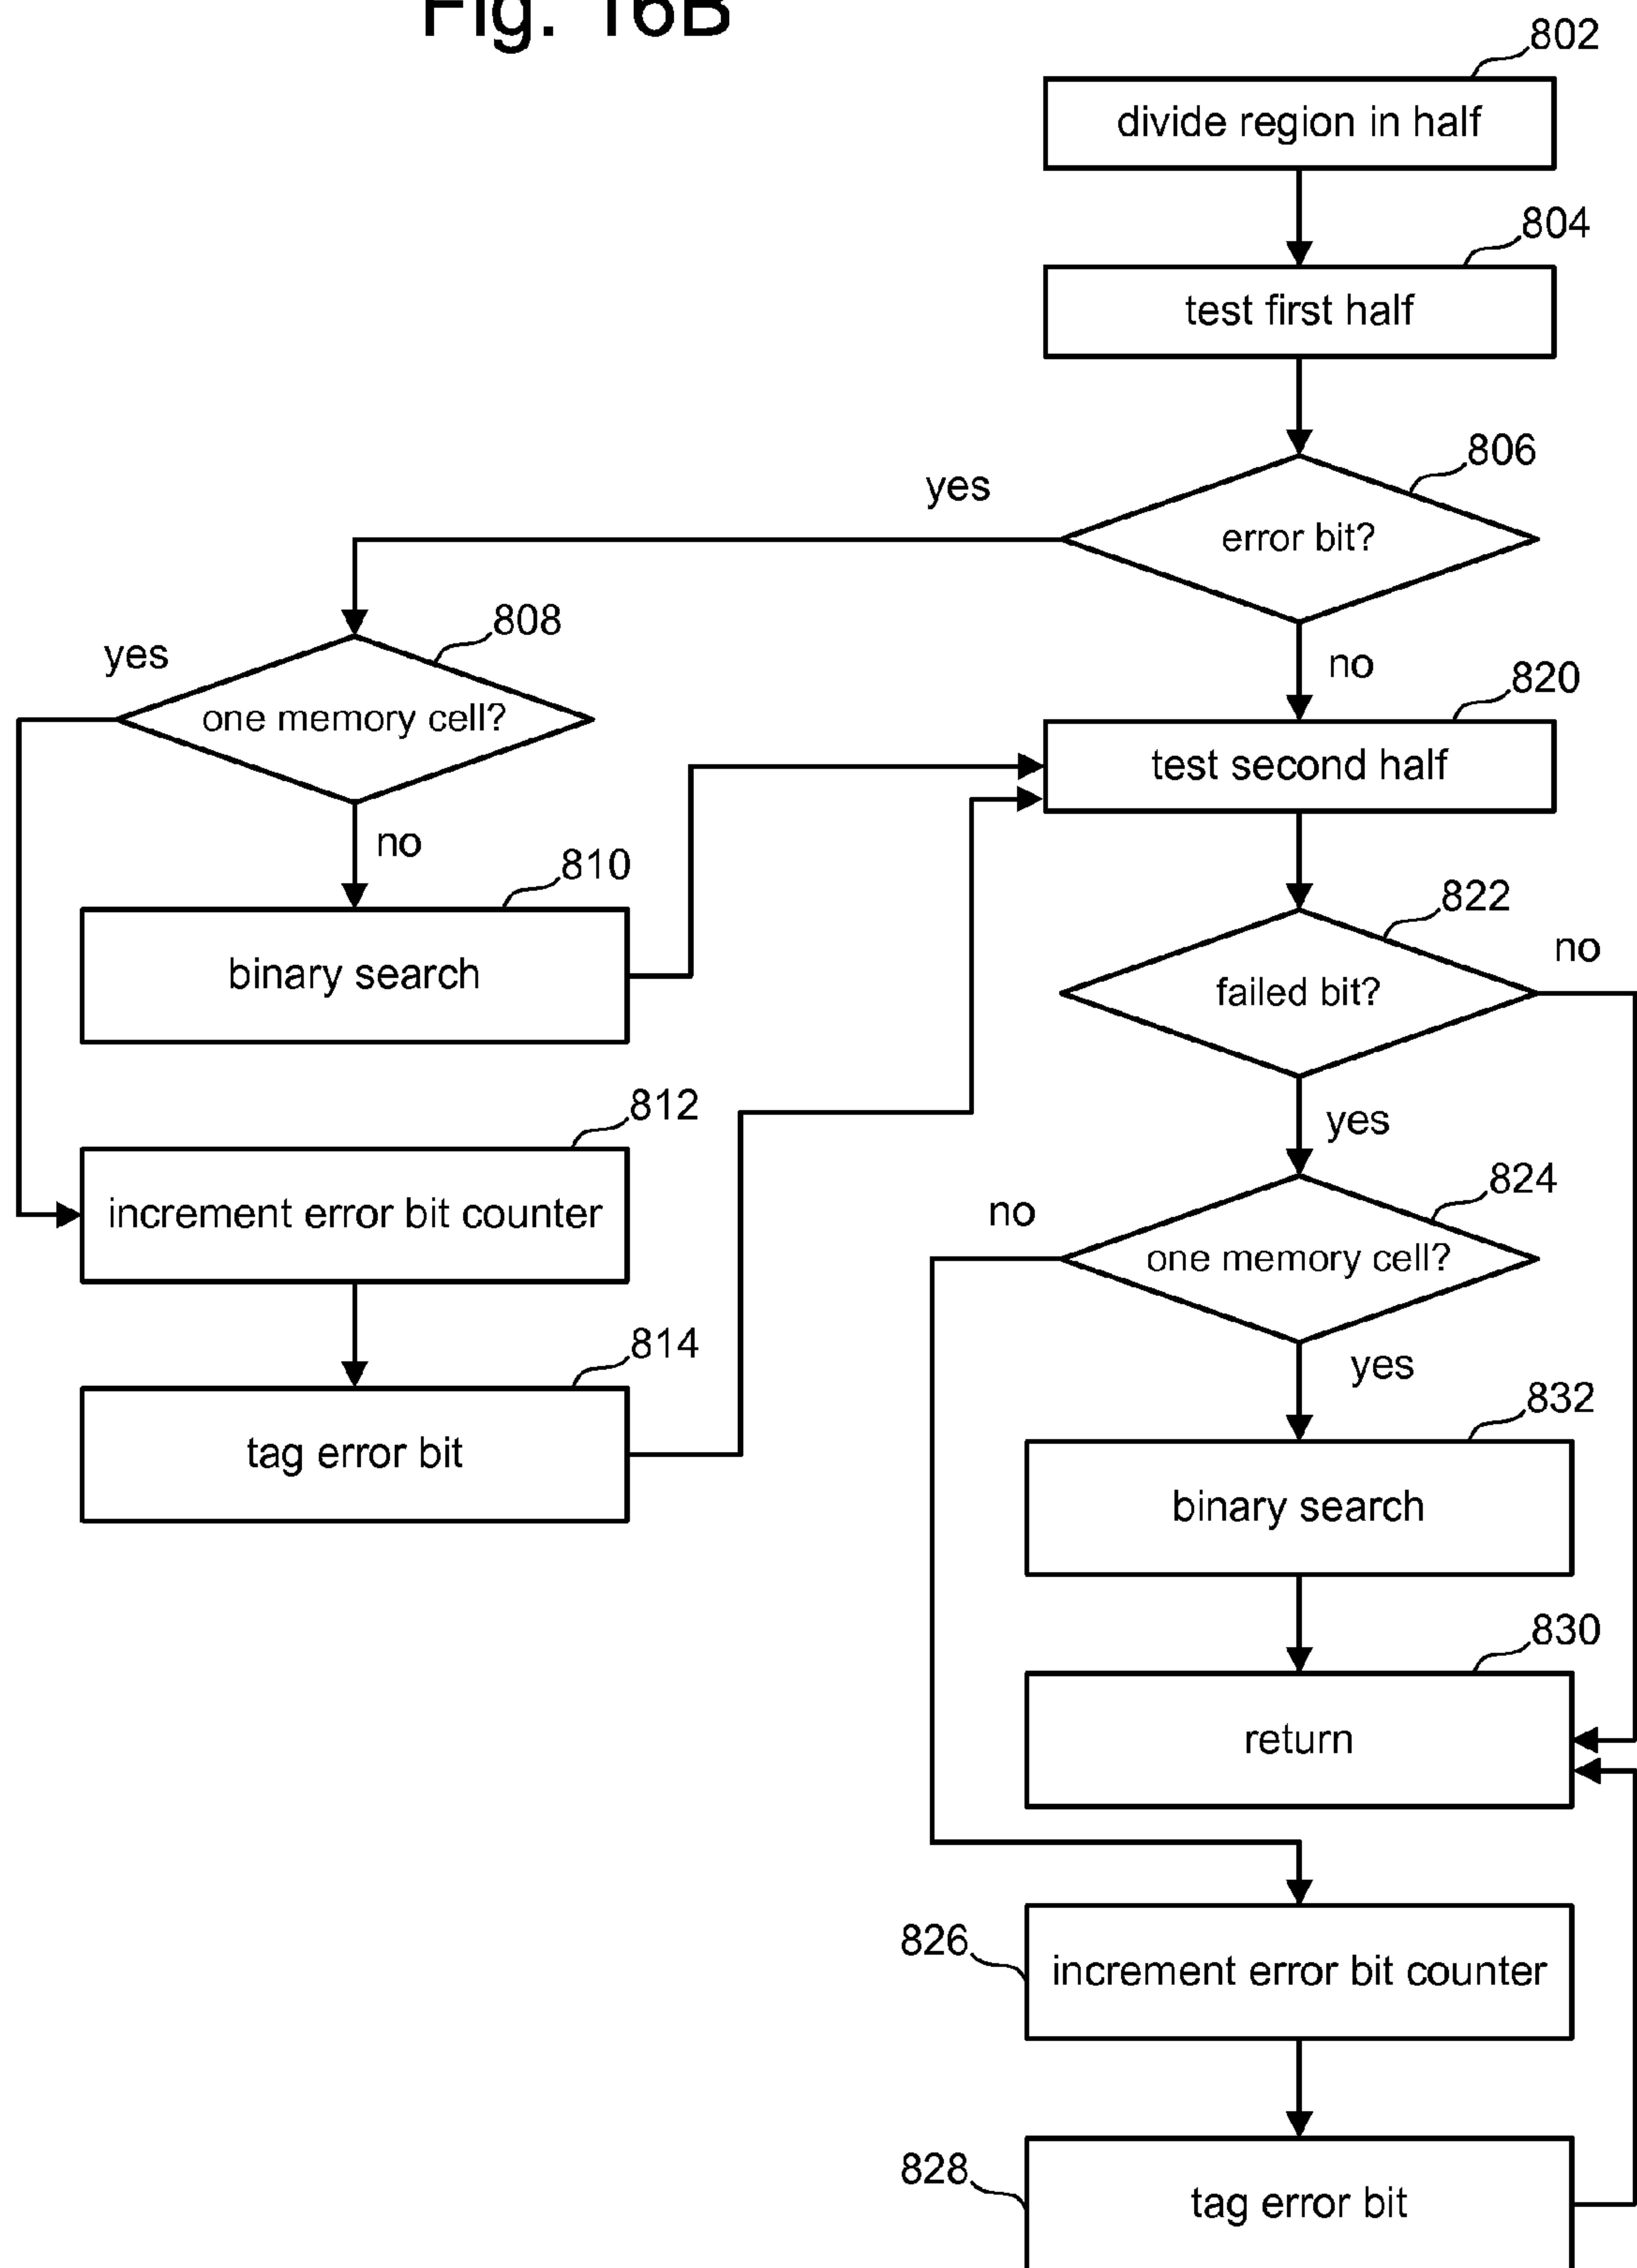 Fig. 16B
802
divide region in half
804
test first half
806
yes
error bit?
808
yes
one memory cell?
no
820
test second half
no
810
binary search
822
no
failed bit?
812
yes
increment error bit counter
824
no
one memory cell?
814
yes
tag error bit
832
binary search
830
return
826
increment error bit counter
828
tag error bit